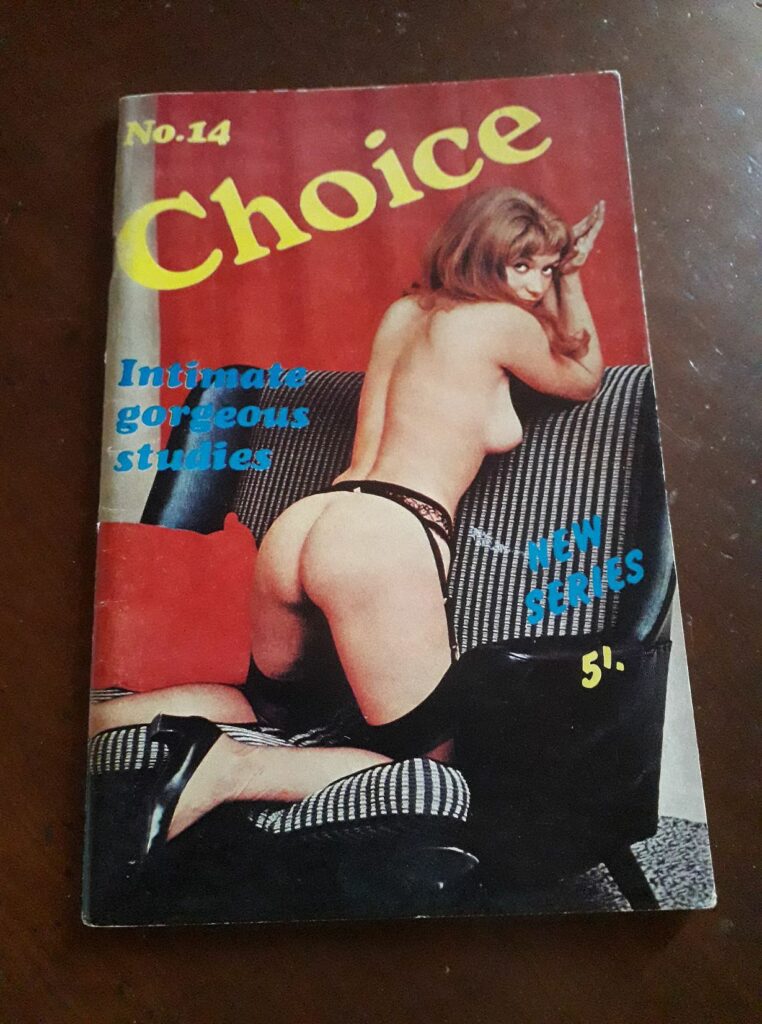 No.14
Choice
Intimate
gorgeous
studies
NEW
SERIES
5/.